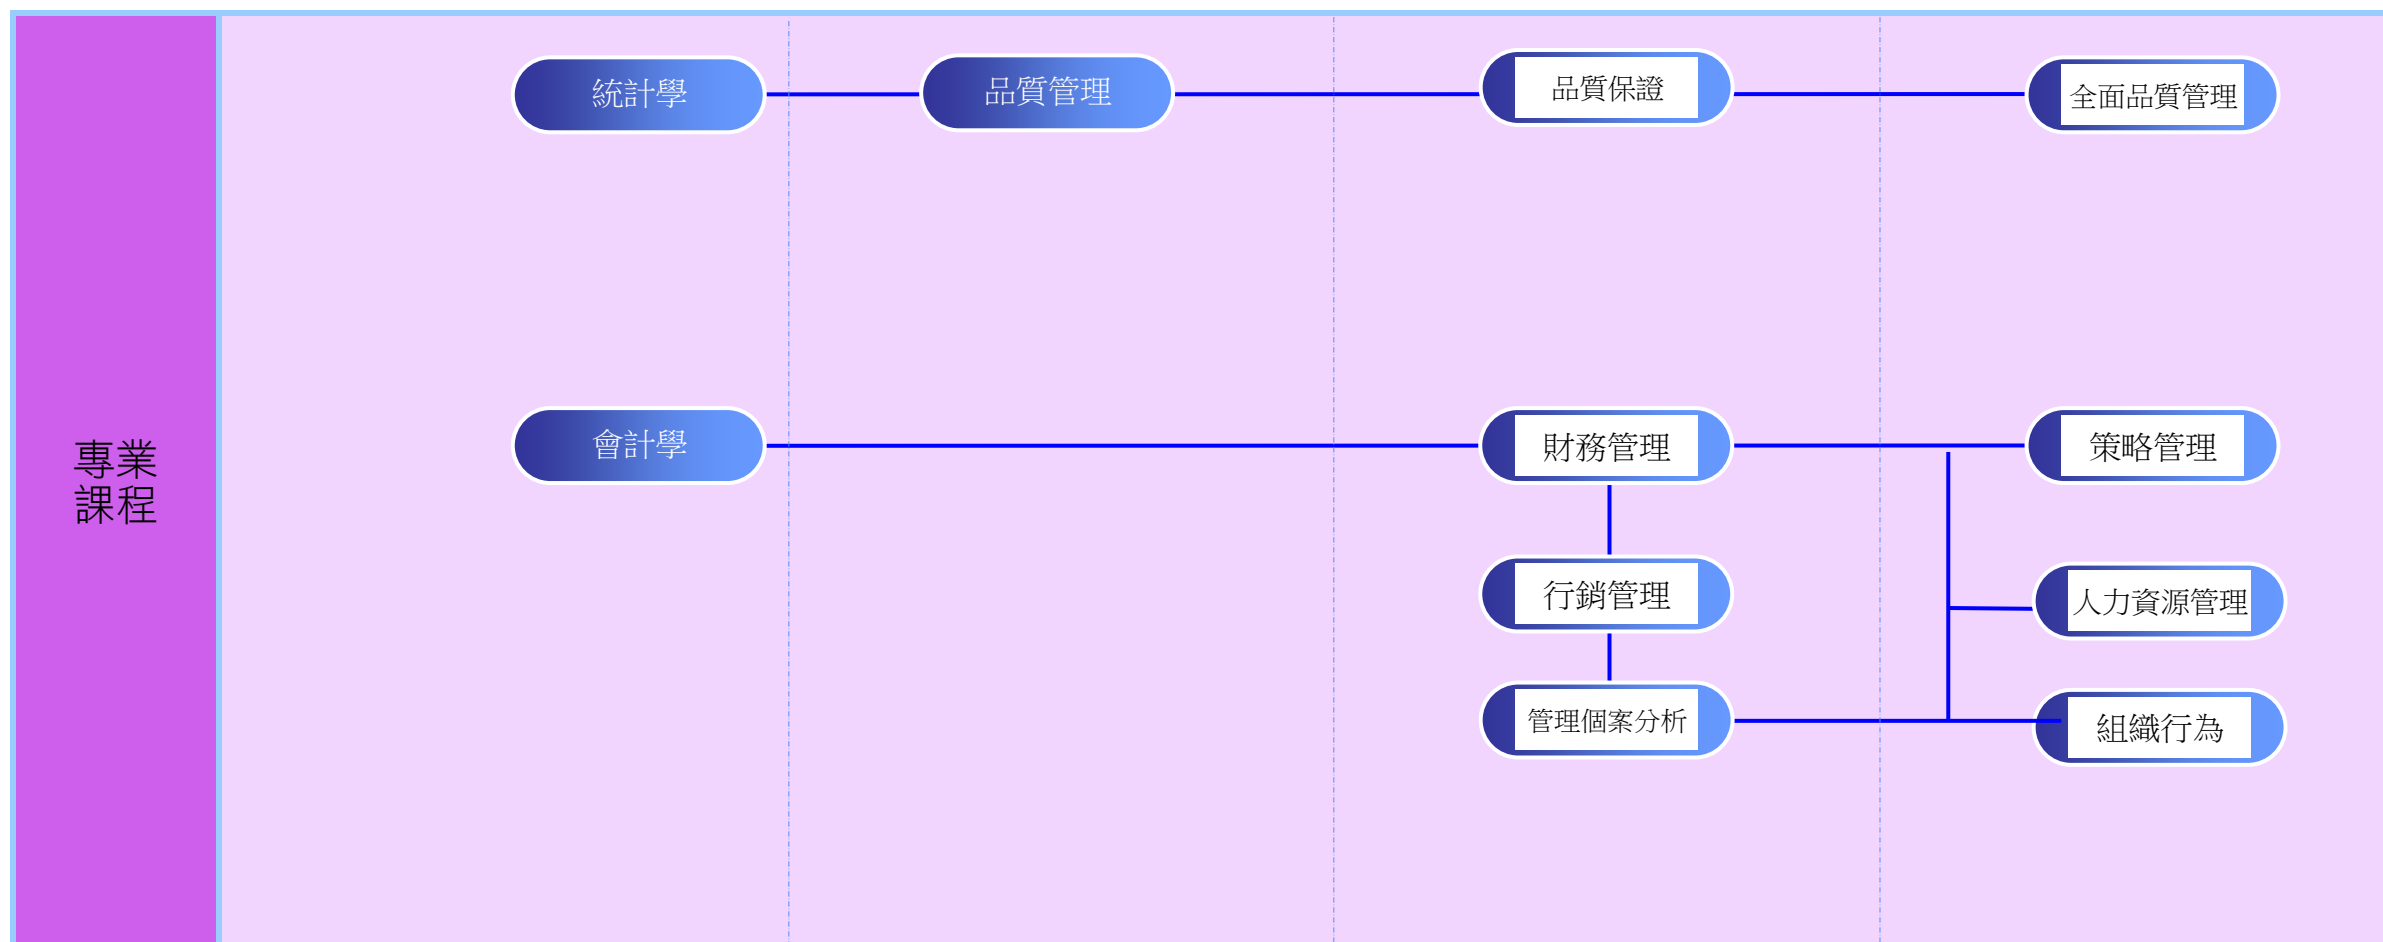 專業
課程
統計學
品質管理
品質保證
全面品質管理
會計學
財務管理
策略管理
行銷管理
人力資源管理
管理個案分析
組織行為